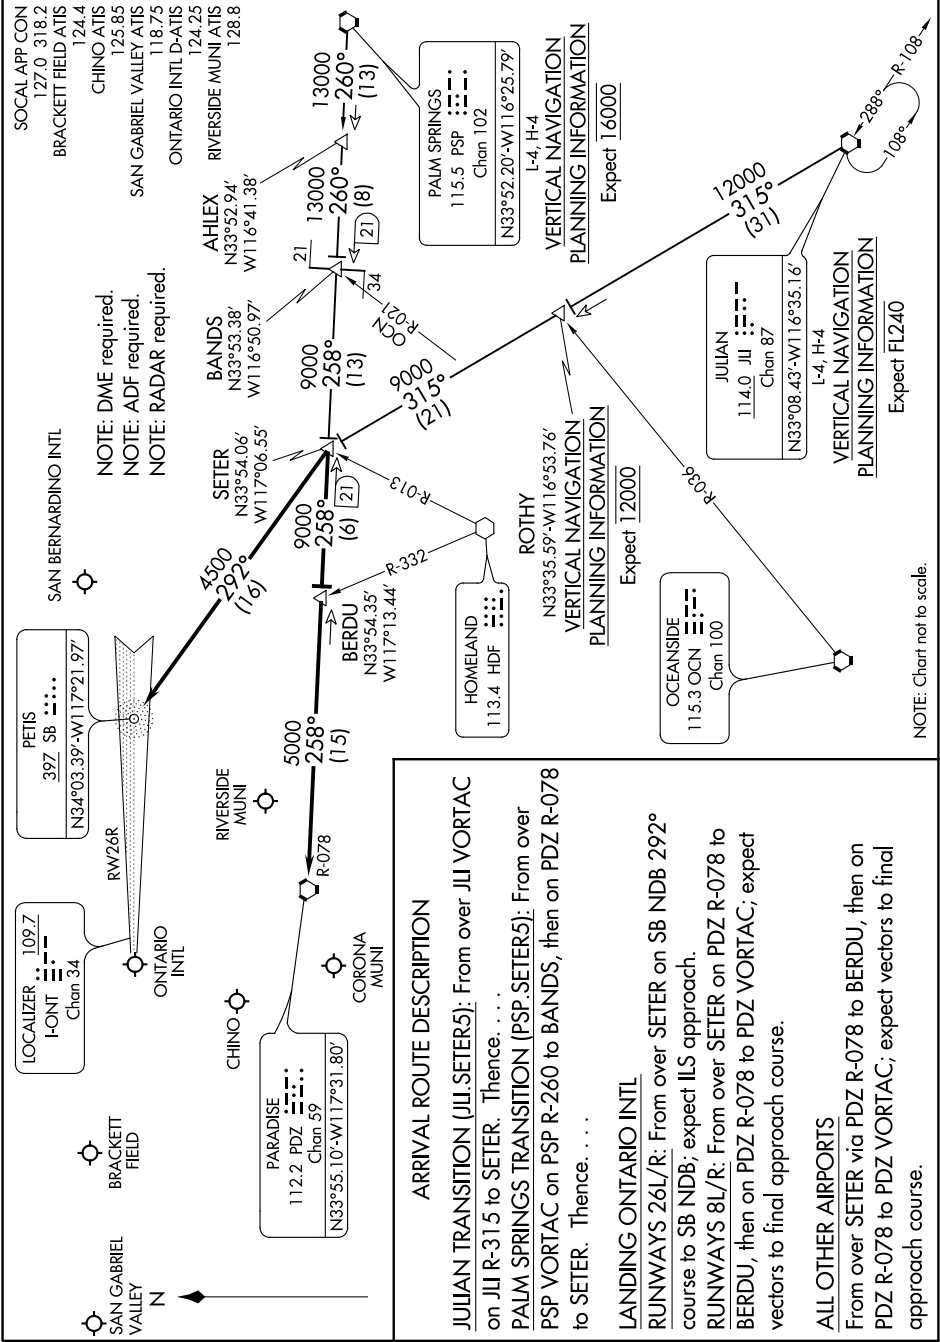 SOCAL APP CON
127.0 318.2
BRACKETT FIELD ATIS
124.4
CHINO ATIS
125.85
SAN GABRIEL VALLEY ATIS
118.75
ONTARIO INTL D-ATIS
124.25
RIVERSIDE MUNI ATIS
128.8
NOTE: DME required.
NOTE: ADF required.
NOTE: RADAR required.
SAN BERNARDINO INTL
PETIS
397 SB
N34°03.39'-W117°21.97'
LOCALIZER 109.7
I-ONT
Chan 34
RW26R
ONTARIO
INTL
BRACKETT
FIELD
SAN GABRIEL
VALLEY
N
CHINO
RIVERSIDE
MUNI
CORONA
MUNI
PARADISE
112.2 PDZ
Chan 59
N33°55.10'-W117°31.80'
R-078
5000
258°
(15)
BERDU
N33°54.35'
W117°13.44'
9000
258°
(6)
21
4500
292°
(16)
SETER
N33°54.06'
W117°06.55'
9000
258°
(13)
BANDS
N33°53.38'
W116°50.97'
21
34
21
13000
260°
(8)
AHLEX
N33°52.94'
W116°41.38'
13000
260°
(13)
PALM SPRINGS
115.5 PSP
Chan 102
N33°52.20'-W116°25.79'
L-4, H-4
VERTICAL NAVIGATION
PLANNING INFORMATION
Expect 16000
OCN
R-021
9000
315°
(21)
R-013
R-332
HOMELAND
113.4 HDF
ROTHY
N33°35.59'-W116°53.76'
VERTICAL NAVIGATION
PLANNING INFORMATION
Expect 12000
12000
315°
(31)
R-108
288°
108°
JULIAN
114.0 JLI
Chan 87
N33°08.43'-W116°35.16'
L-4, H-4
VERTICAL NAVIGATION
PLANNING INFORMATION
Expect FL240
R-036
OCEANSIDE
115.3 OCN
Chan 100
NOTE: Chart not to scale.
ARRIVAL ROUTE DESCRIPTION
JULIAN TRANSITION (JLI.SETER5): From over JLI VORTAC
on JLI R-315 to SETER. Thence. . . .
PALM SPRINGS TRANSITION (PSP.SETER5): From over
PSP VORTAC on PSP R-260 to BANDS, then on PDZ R-078
to SETER. Thence. . . .
LANDING ONTARIO INTL
RUNWAYS 26L/R: From over SETER on SB NDB 292°
course to SB NDB; expect ILS approach.
RUNWAYS 8L/R: From over SETER on PDZ R-078 to
BERDU, then on PDZ R-078 to PDZ VORTAC; expect
vectors to final approach course.
ALL OTHER AIRPORTS
From over SETER via PDZ R-078 to BERDU, then on
PDZ R-078 to PDZ VORTAC; expect vectors to final
approach course.